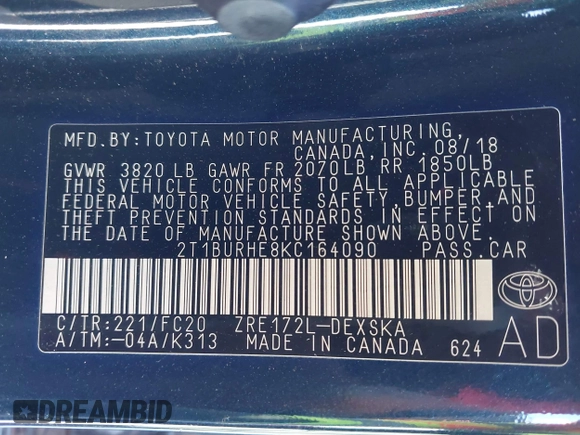 MFD.BY:TOYOTA MOTOR MANUFACTURING,
CANADA,INC.08/18
GVWR 3820 LB GAWR FR 2070LB,RR 1850LB
THIS VEHICLE CONFORMS TO ALL APPLICABLE
FEDERAL MOTOR VEHICLE SAFETY,BUMPER,AND
THEFT PREVENTION STANDARDS IN EFFECT ON
THE DATE OF MANUFACTURE SHOWN ABOVE.
2T1BURHE8KC164090 PASS.CAR
C/TR:221/FC20 ZRE172L-DEXSKA
A/TM:-04A/K313 MADE IN CANADA 624
AD
DREAMBID